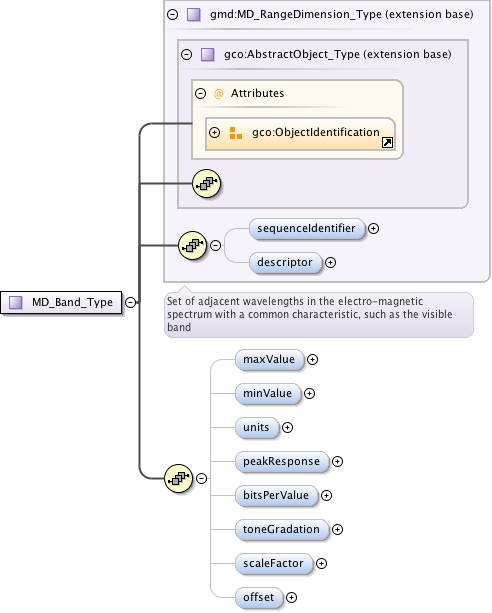 gmd:MD_RangeDimension_Type (extension base)
gco:AbstractObject_Type (extension base)
@ Attributes
gco:ObjectIdentification
sequenceIdentifier
descriptor
MD_Band_Type
Set of adjacent wavelengths in the electro-magnetic
spectrum with a common characteristic, such as the visible
band
maxValue
minValue
units
peakResponse
bitsPerValue
toneGradation
scaleFactor
offset